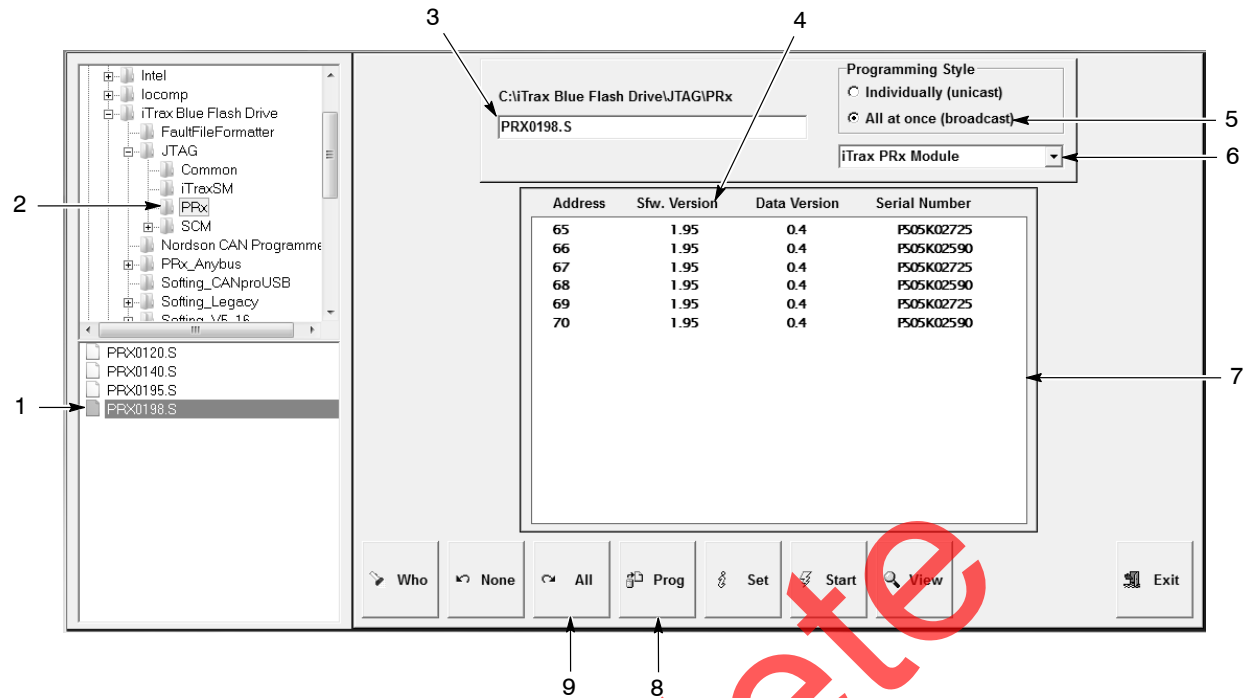 3
4
Intel
Iocomp
iTrax Blue Flash Drive
FaultFileFormatter
JTAG
Common
iTraxSM
PRx
SCM
Nordson CAN Programme
PRx_Anybus
Softing_CANproUSB
Softing_Legacy
Softing_V5_16
2
PRX0120.S
PRX0140.S
PRX0195.S
PRX0198.S
1
C:\iTrax Blue Flash Drive\JTAG\PRx
PRX0198.S
Programming Style
Individually (unicast)
All at once (broadcast)
5
iTrax PRx Module
6
Address Sfw. Version Data Version Serial Number
65 1.95 0.4 PS05K02725
66 1.95 0.4 PS05K02590
67 1.95 0.4 PS05K02725
68 1.95 0.4 PS05K02590
69 1.95 0.4 PS05K02725
70 1.95 0.4 PS05K02590
7
Who None All Prog Set Start View Exit
9
8
ete